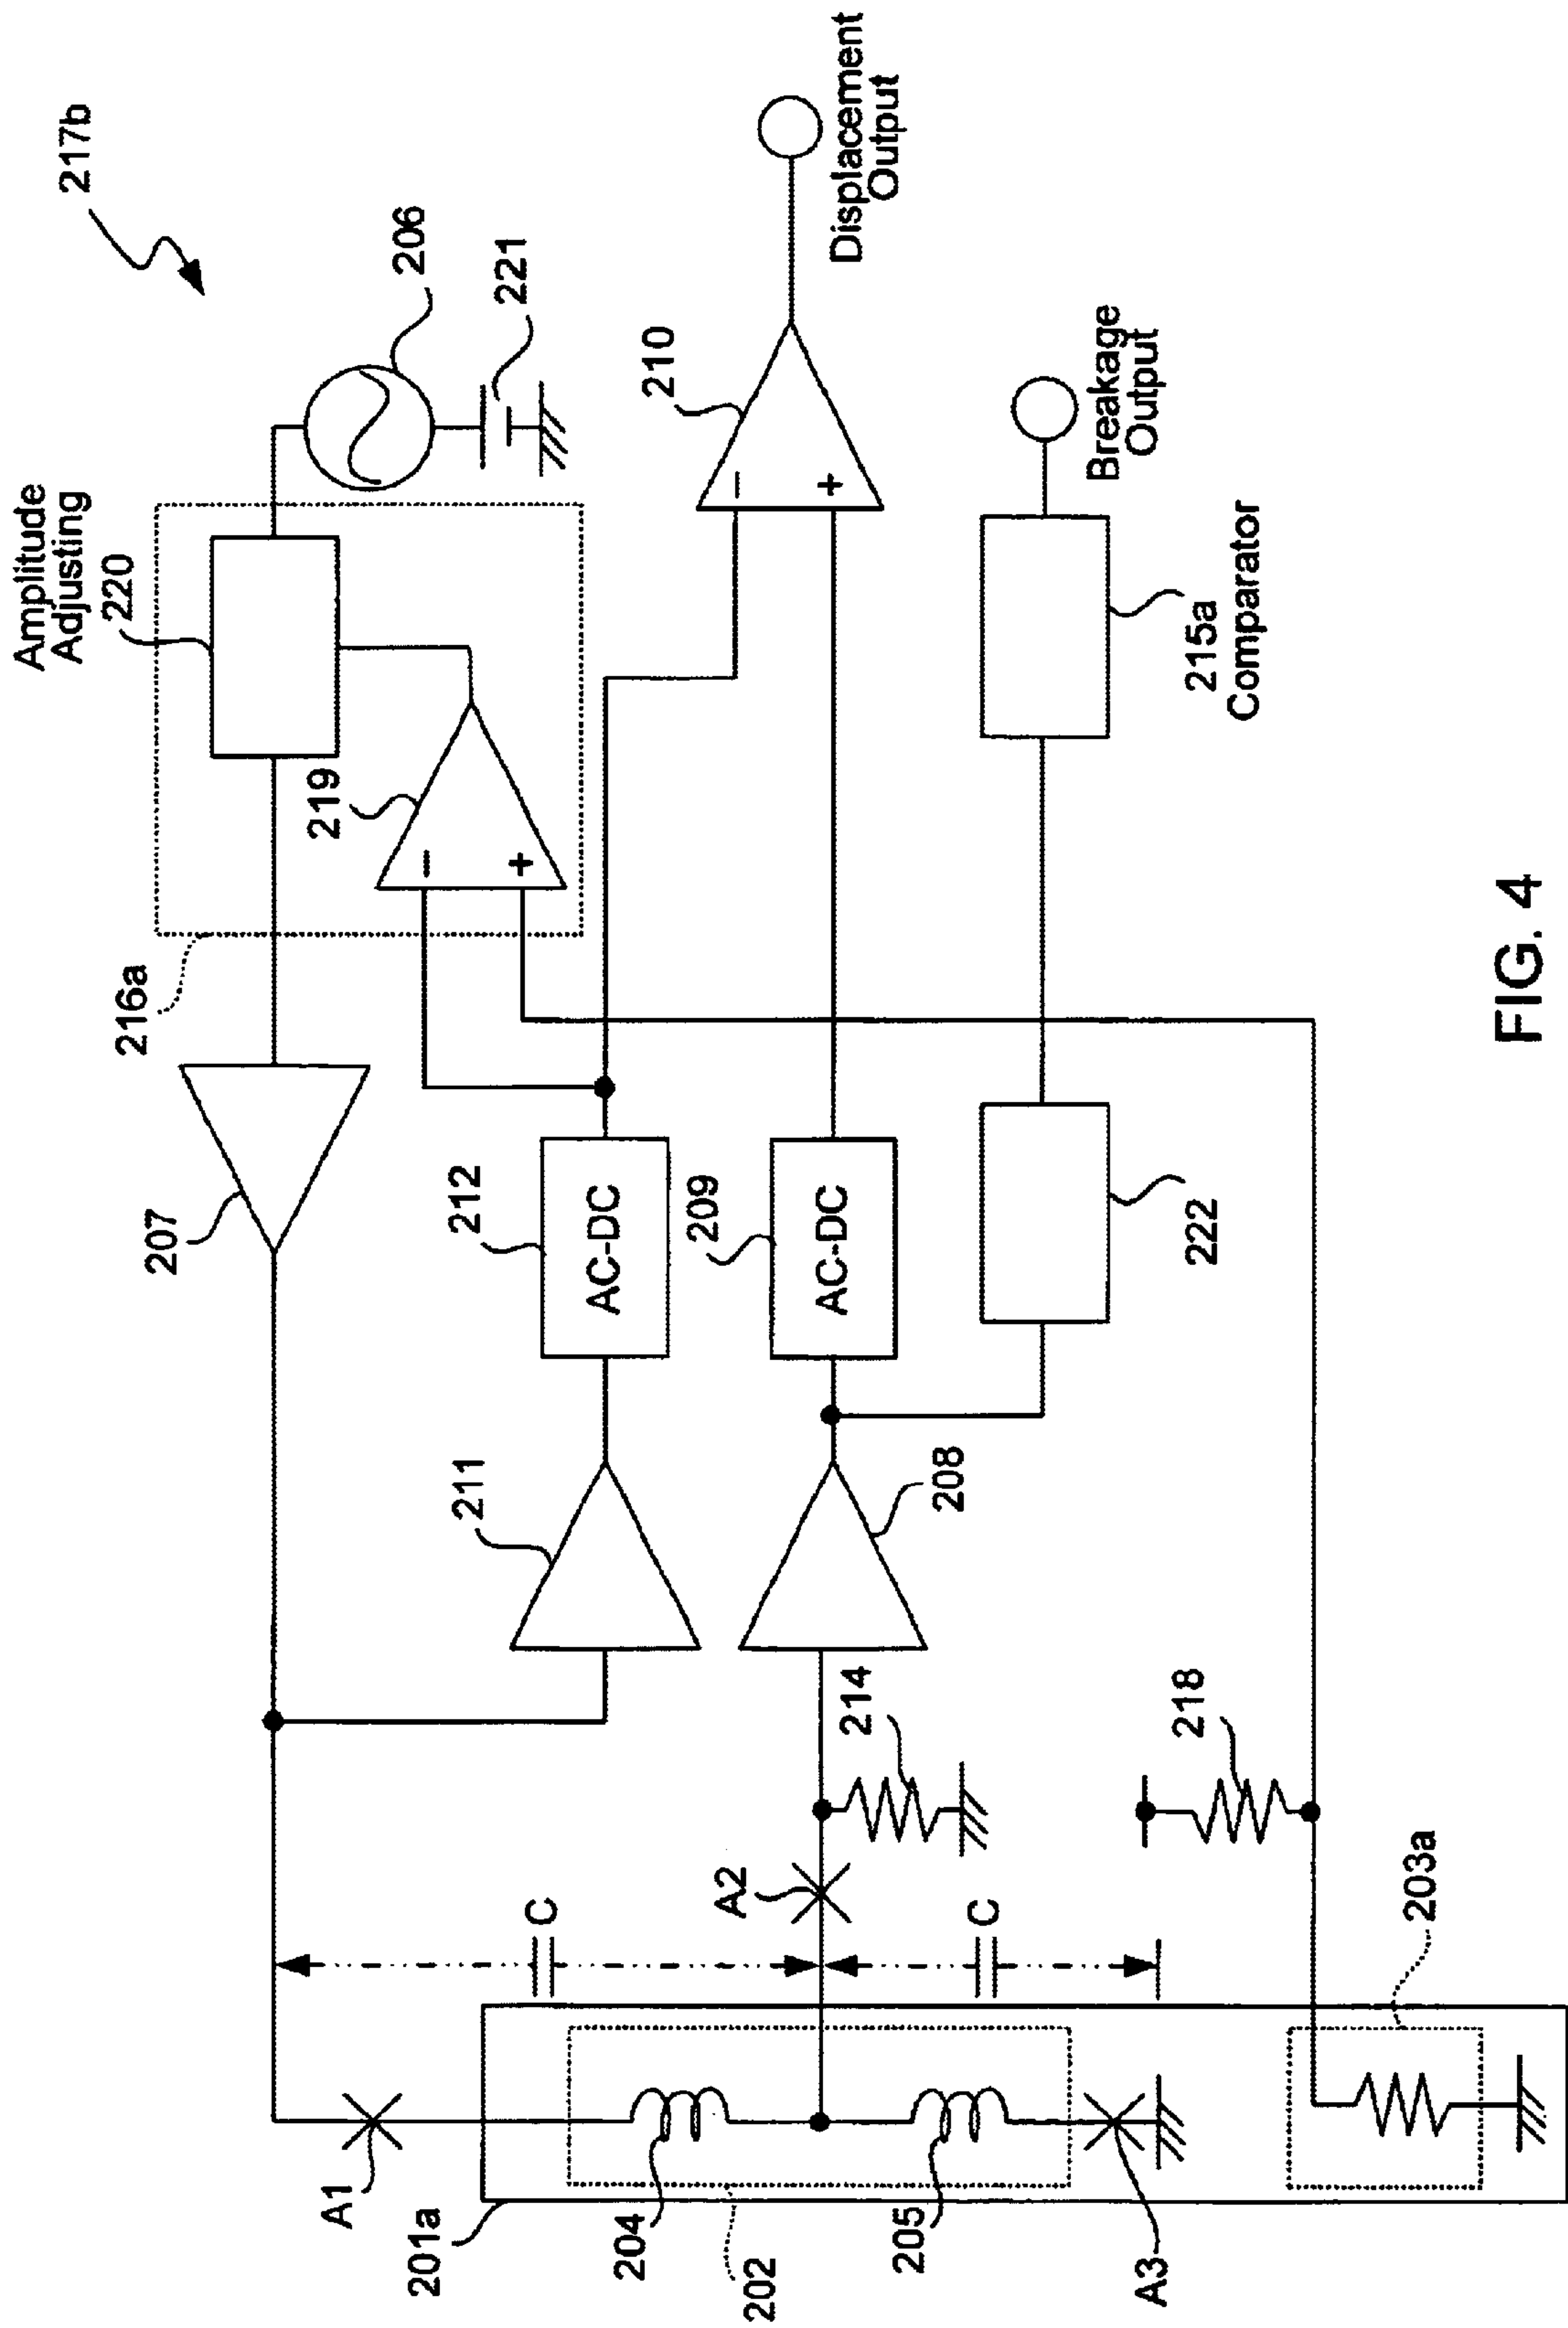 217b
Amplitude
Adjusting
220
206
221
216a
219
207
210
Displacement
Output
212
AC-DC
211
209
AC-DC
208
Breakage
Output
215a
Comparator
222
214
218
A1
A2
C
C
201a
204
202
205
A3
203a
-
+
-
+
FIG. 4